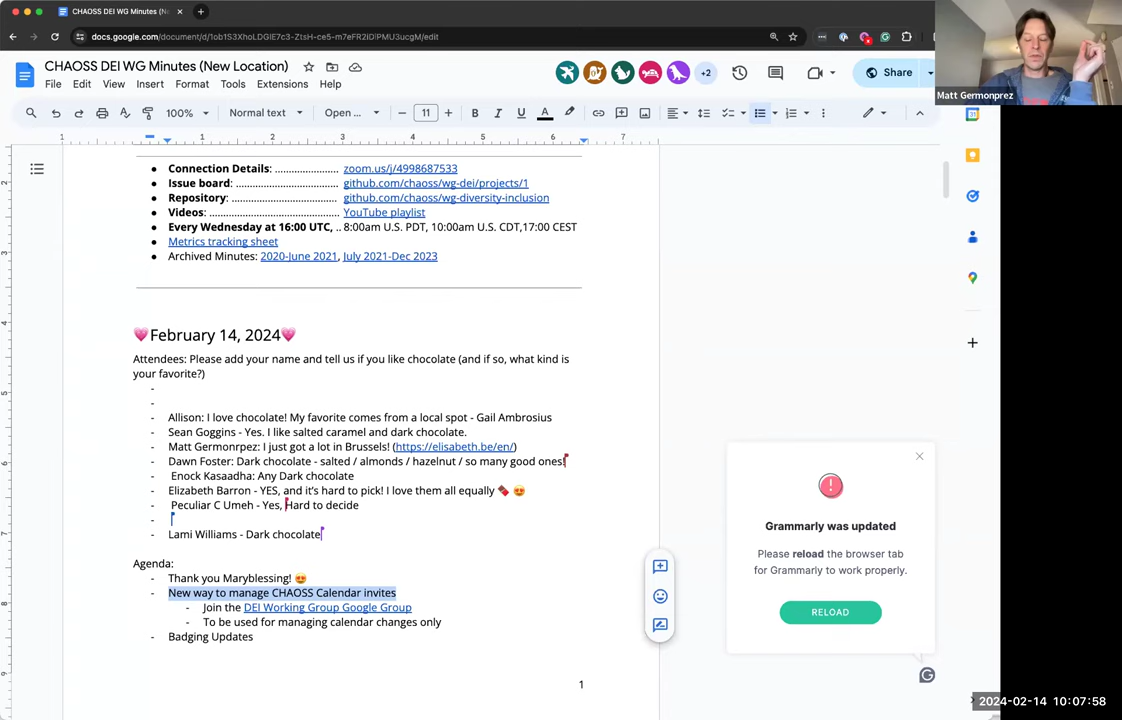 CHAOSS DEI WG Minutes (N
docs.google.com/document/d/1ob1S3XhoLDGIE7c3-ZtsH-ce5-m7eFR2iDIPMU3ucgM/edit
CHAOSS DEI WG Minutes (New Location)
File Edit View Insert Format Tools Extensions Help
+2
Share
Matt Germonprez
100% Normal text Open ... 11
1 1 2 3 4 5 6 7
Connection Details: ...................... zoom.us/j/4998687533
Issue board: .................................... github.com/chaoss/wg-dei/projects/1
Repository: ..................................... github.com/chaoss/wg-diversity-inclusion
Videos: ............................................ YouTube playlist
Every Wednesday at 16:00 UTC, .. 8:00am U.S. PDT, 10:00am U.S. CDT,17:00 CEST
Metrics tracking sheet
Archived Minutes: 2020-June 2021, July 2021-Dec 2023
💗February 14, 2024💗
Attendees: Please add your name and tell us if you like chocolate (and if so, what kind is
your favorite?)
-
-
- Allison: I love chocolate! My favorite comes from a local spot - Gail Ambrosius
- Sean Goggins - Yes. I like salted caramel and dark chocolate.
- Matt Germonrpez: I just got a lot in Brussels! (https://elisabeth.be/en/)
- Dawn Foster: Dark chocolate - salted / almonds / hazelnut / so many good ones!
- Enock Kasaadha: Any Dark chocolate
- Elizabeth Barron - YES, and it's hard to pick! I love them all equally 🍫 😍
- Peculiar C Umeh - Yes, Hard to decide
-
- Lami Williams - Dark chocolate
Agenda:
- Thank you Maryblessing! 😍
- New way to manage CHAOSS Calendar invites
- Join the DEI Working Group Google Group
- To be used for managing calendar changes only
- Badging Updates
1
Grammarly was updated
Please reload the browser tab
for Grammarly to work properly.
RELOAD
2024-02-14 10:07:58